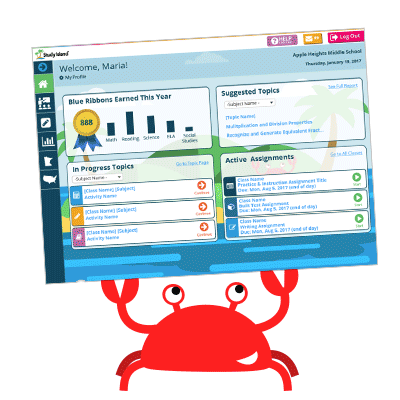 Study Island
HELP
Log Out
Welcome, Maria!
My Profile
Apple Heights Middle School
Thursday, January 19, 2017
Blue Ribbons Earned This Year
888
Math Reading Science ELA Social Studies
Suggested Topics
See Full Report
-Subject Name-
[Topic Name]
Multiplication and Division Properties
Recognize and Generate Equivalent Fract...
In Progress Topics
Go to Topic Page
-Subject Name-
[Class Name] [Subject]
Activity Name
Continue
[Class Name] [Subject]
Activity Name
Continue
[Class Name] [Subject]
Activity Name
Continue
Active Assignments
Go to All Classes
Class Name
Practice & Instruction Assignment Title
Due: Mon. Aug 5, 2017 (end of day)
Start
Class Name
Built Test Assignment
Due: Mon. Aug 5, 2017 (end of day)
Start
Class Name
Writing Assignment
Due: Mon. Aug 5, 2017 (end of day)
Start